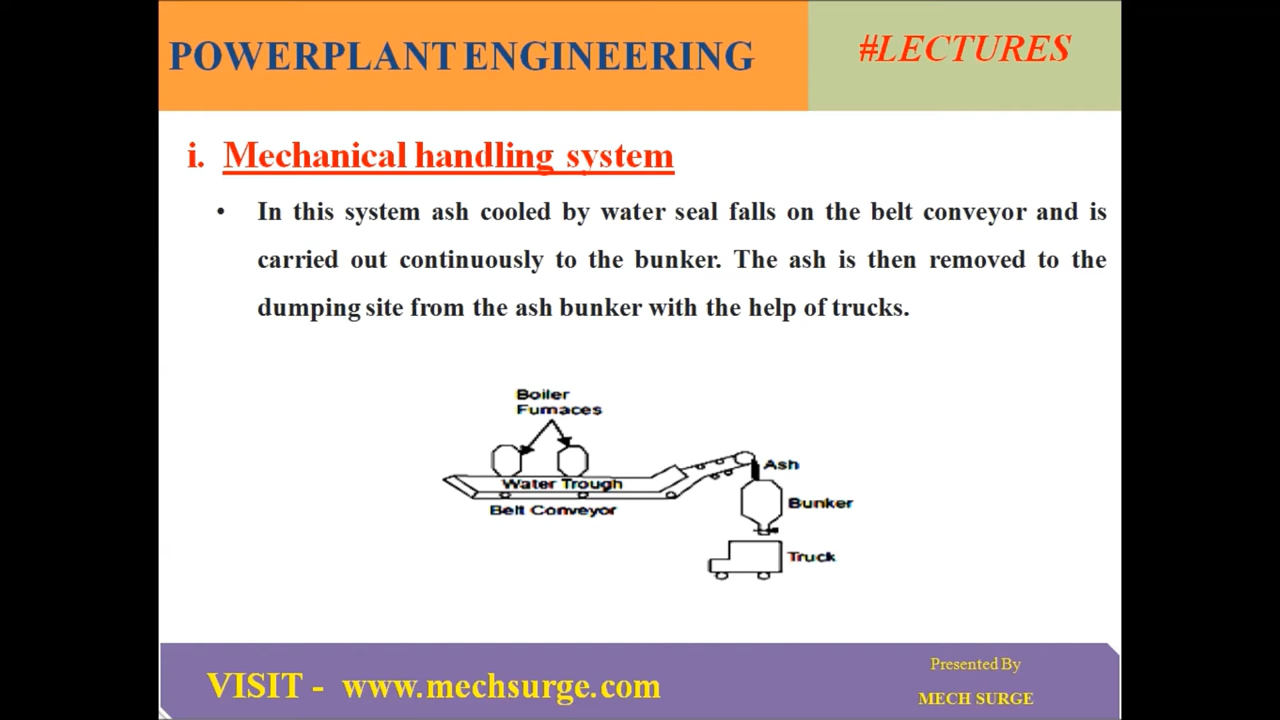 POWERPLANT ENGINEERING
#LECTURES
i. Mechanical handling system
• In this system ash cooled by water seal falls on the belt conveyor and is
carried out continuously to the bunker. The ash is then removed to the
dumping site from the ash bunker with the help of trucks.
Boiler
Furnaces
Water Trough
Belt Conveyor
Ash
Bunker
Truck
VISIT - www.mechsurge.com
Presented By
MECH SURGE